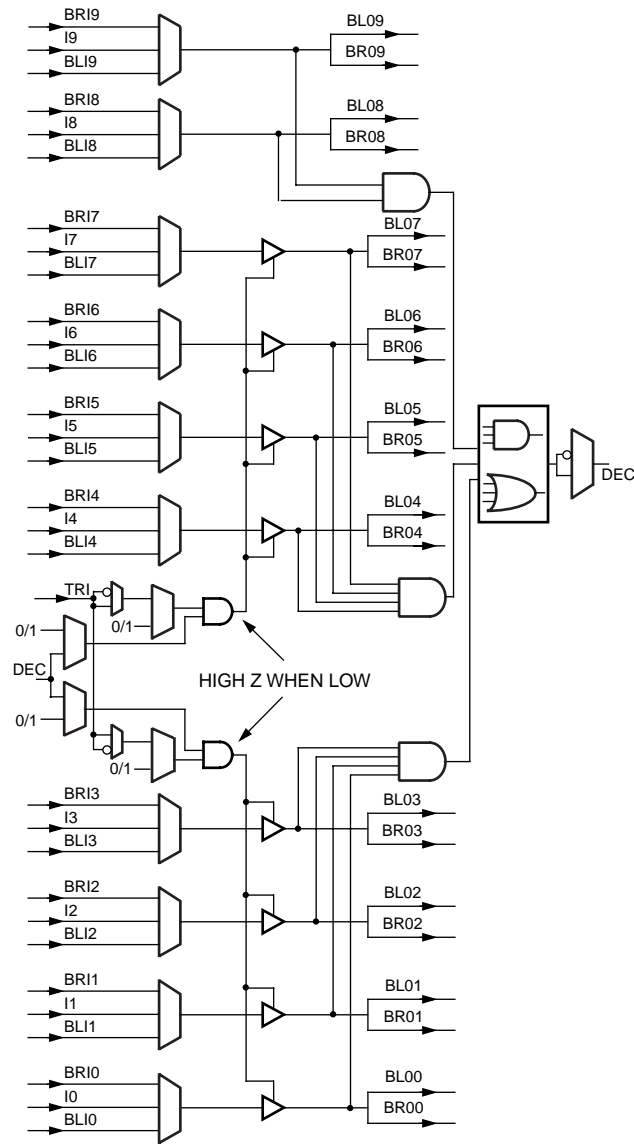 BRI9
I9
BLI9
BL09
BR09
BRI8
I8
BLI8
BL08
BR08
BRI7
I7
BLI7
BL07
BR07
BRI6
I6
BLI6
BL06
BR06
BRI5
I5
BLI5
BL05
BR05
BRI4
I4
BLI4
BL04
BR04
DEC
TRI
0/1
0/1
DEC
0/1
0/1
HIGH Z WHEN LOW
BRI3
I3
BLI3
BL03
BR03
BRI2
I2
BLI2
BL02
BR02
BRI1
I1
BLI1
BL01
BR01
BRI0
I0
BLI0
BL00
BR00